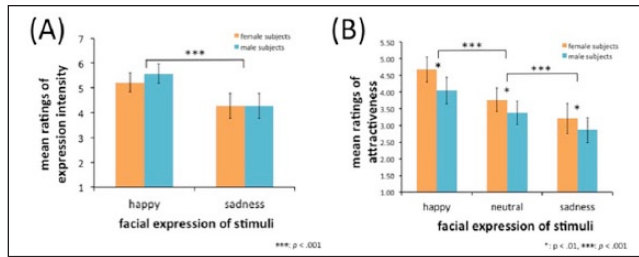 (A)
female subjects
male subjects
***
mean ratings of
expression intensity
7
6
5
4
3
2
1
happy
sadness
facial expression of stimuli
***: p < .001
(B)
female subjects
male subjects
***
***
*
*
*
mean ratings of
attractiveness
5.50
5.00
4.50
4.00
3.50
3.00
2.50
2.00
1.50
1.00
happy
neutral
sadness
facial expression of stimuli
*: p < .01, ***: p < .001